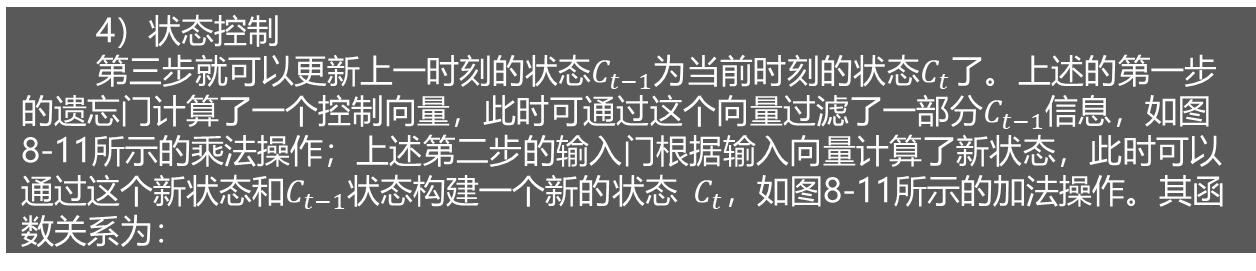 4）状态控制
第三步就可以更新上一时刻的状态𝐶ₜ₋₁为当前时刻的状态𝐶ₜ了。上述的第一步
的遗忘门计算了一个控制向量，此时可通过这个向量过滤了一部分𝐶ₜ₋₁信息，如图
8-11所示的乘法操作；上述第二步的输入门根据输入向量计算了新状态，此时可以
通过这个新状态和𝐶ₜ₋₁状态构建一个新的状态 𝐶ₜ，如图8-11所示的加法操作。其函
数关系为：